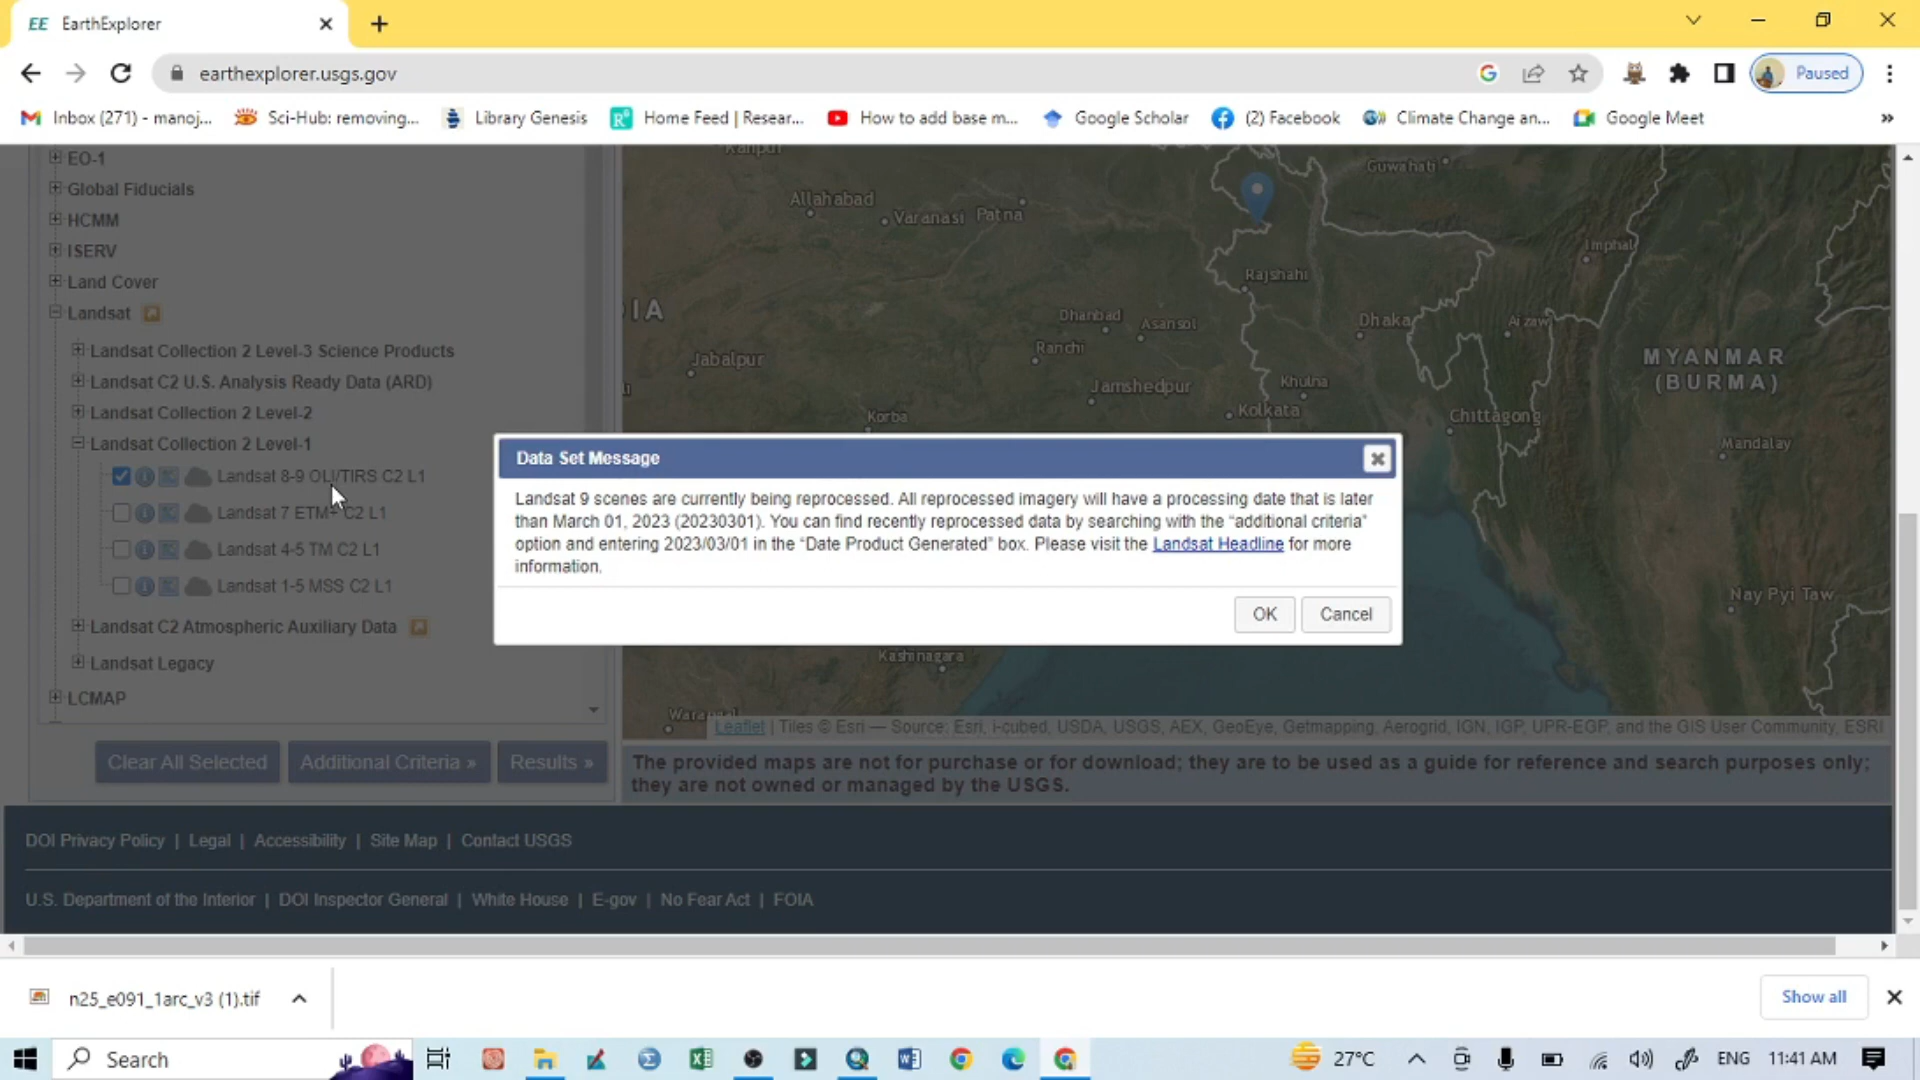 EE EarthExplorer
earthexplorer.usgs.gov
Paused
Inbox (271) - manoj...
Sci-Hub: removing...
Library Genesis
Home Feed | Resear...
How to add base m...
Google Scholar
(2) Facebook
Climate Change an...
Google Meet
»
EO-1
Global Fiducials
HCMM
ISERV
Land Cover
Landsat
Landsat Collection 2 Level-3 Science Products
Landsat C2 U.S. Analysis Ready Data (ARD)
Landsat Collection 2 Level-2
Landsat Collection 2 Level-1
Landsat 8-9 OLI/TIRS C2 L1
Landsat 7 ETM+ C2 L1
Landsat 4-5 TM C2 L1
Landsat 1-5 MSS C2 L1
Landsat C2 Atmospheric Auxiliary Data
Landsat Legacy
LCMAP
Clear All Selected
Additional Criteria »
Results »
Kanpur
Guwahati
Allahabad
Varanasi
Patna
Imphal
Rajshahi
DIA
Dhanbad
Asansol
Dhaka
Aizawl
Ranchi
Jabalpur
MYANMAR
(BURMA)
Jamshedpur
Khulna
Korba
Kolkata
Chittagong
Mandalay
Nay Pyi Taw
Kashinagara
Warangal
Data Set Message
Landsat 9 scenes are currently being reprocessed. All reprocessed imagery will have a processing date that is later
than March 01, 2023 (20230301). You can find recently reprocessed data by searching with the “additional criteria”
option and entering 2023/03/01 in the “Date Product Generated” box. Please visit the Landsat Headline for more
information.
OK
Cancel
Leaflet | Tiles © Esri — Source: Esri, i-cubed, USDA, USGS, AEX, GeoEye, Getmapping, Aerogrid, IGN, IGP, UPR-EGP, and the GIS User Community, ESRI
The provided maps are not for purchase or for download; they are to be used as a guide for reference and search purposes only;
they are not owned or managed by the USGS.
DOI Privacy Policy | Legal | Accessibility | Site Map | Contact USGS
U.S. Department of the Interior | DOI Inspector General | White House | E-gov | No Fear Act | FOIA
n25_e091_1arc_v3 (1).tif
Show all
Search
27°C
ENG
11:41 AM